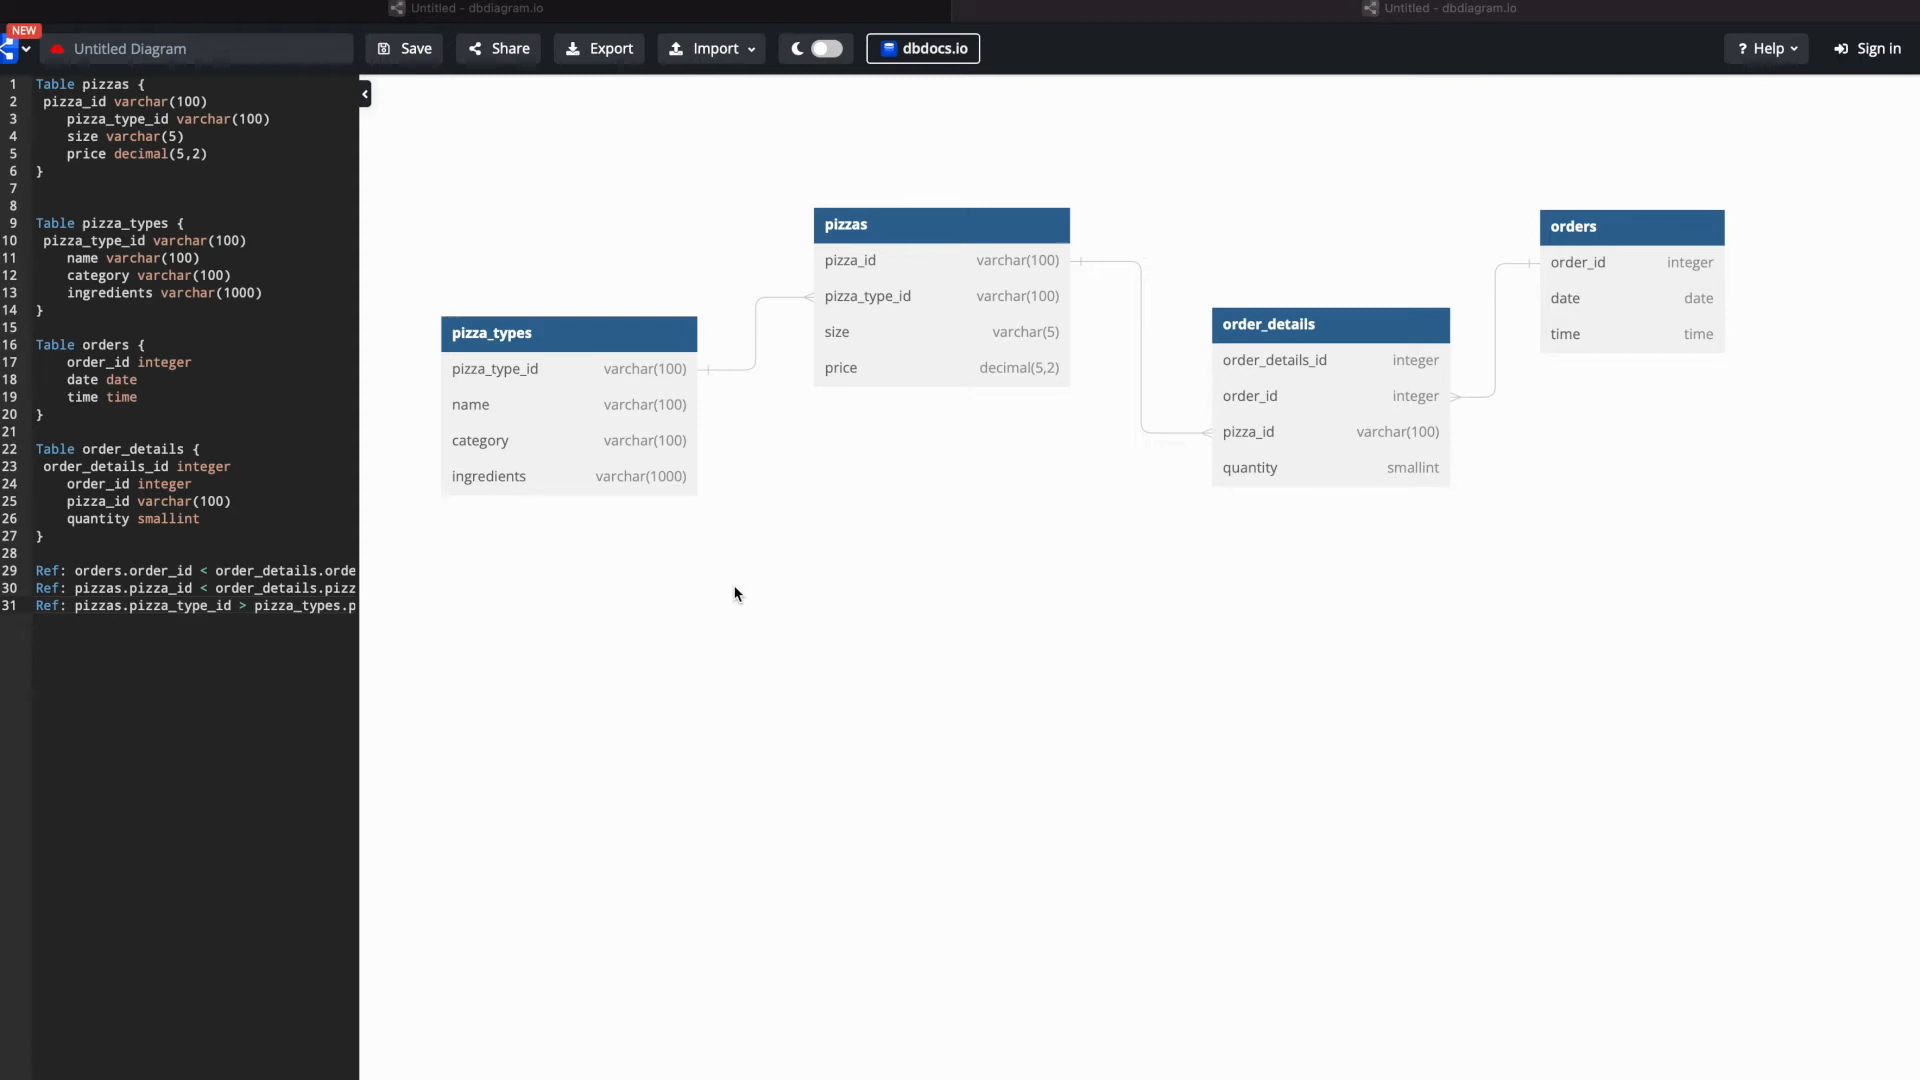 Untitled - dbdiagram.io
Untitled - dbdiagram.io
NEW
Untitled Diagram
Save
Share
Export
Import
dbdocs.io
? Help
Sign in
1 Table pizzas {
2 pizza_id varchar(100)
3 pizza_type_id varchar(100)
4 size varchar(5)
5 price decimal(5,2)
6 }
7
8
9 Table pizza_types {
10 pizza_type_id varchar(100)
11 name varchar(100)
12 category varchar(100)
13 ingredients varchar(1000)
14 }
15
16 Table orders {
17 order_id integer
18 date date
19 time time
20 }
21
22 Table order_details {
23 order_details_id integer
24 order_id integer
25 pizza_id varchar(100)
26 quantity smallint
27 }
28
29 Ref: orders.order_id < order_details.orde
30 Ref: pizzas.pizza_id < order_details.pizz
31 Ref: pizzas.pizza_type_id > pizza_types.p
pizza_types
pizza_type_id varchar(100)
name varchar(100)
category varchar(100)
ingredients varchar(1000)
pizzas
pizza_id varchar(100)
pizza_type_id varchar(100)
size varchar(5)
price decimal(5,2)
order_details
order_details_id integer
order_id integer
pizza_id varchar(100)
quantity smallint
orders
order_id integer
date date
time time